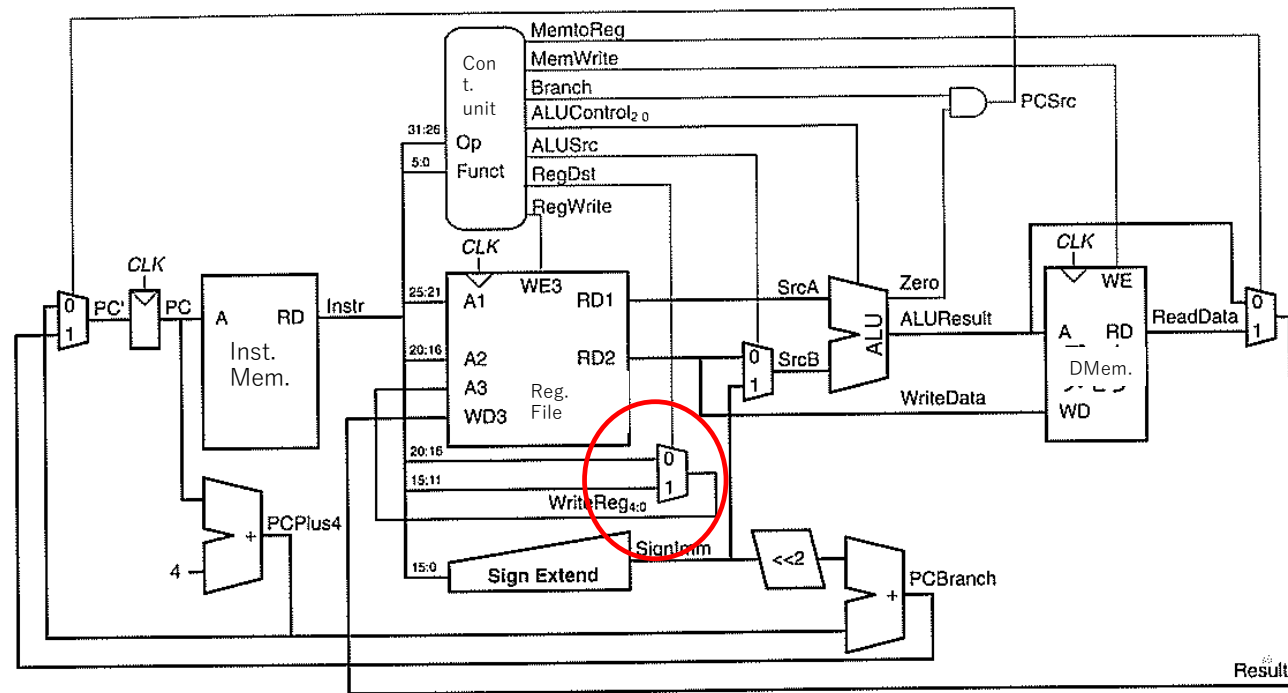 MemtoReg
Cont.
unit
MemWrite
Branch
PCSrc
ALUControl2:0
31:26
Op
ALUSrc
5:0
Funct
RegDst
RegWrite
CLK
CLK
CLK
WE3
WE
25:21
A1
RD1
SrcA
Zero
0
PC'
PC
A
RD
Instr
1
Inst.
Mem.
20:16
A2
RD2
0
SrcB
1
ALU
ALUResult
A
RD
ReadData
0
1
DMem.
A3
Reg.
File
WD3
WriteData
WD
20:16
0
15:11
1
WriteReg4:0
PCPlus4
+
4
SignImm
15:0
Sign Extend
<<2
+
PCBranch
Result